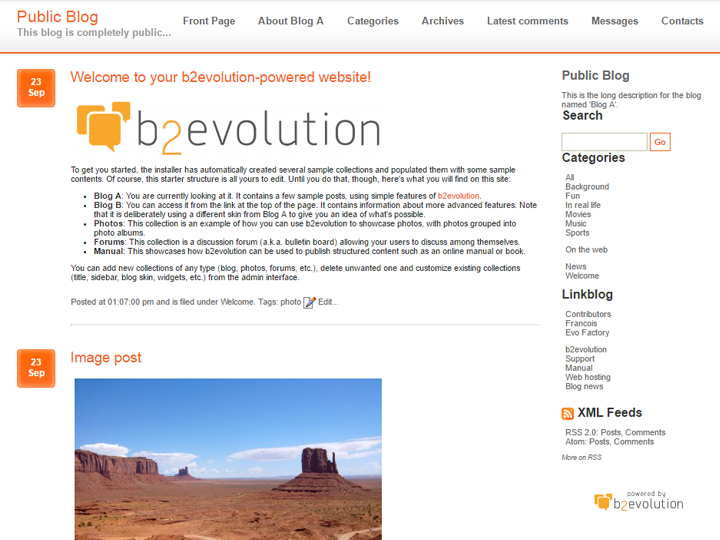 Public Blog
This blog is completely public...
Front Page
About Blog A
Categories
Archives
Latest comments
Messages
Contacts
23
Sep
Welcome to your b2evolution-powered website!
b2evolution
To get you started, the installer has automatically created several sample collections and populated them with some sample
contents. Of course, this starter structure is all yours to edit. Until you do that, though, here's what you will find on this site:
Blog A: You are currently looking at it. It contains a few sample posts, using simple features of b2evolution.
Blog B: You can access it from the link at the top of the page. It contains information about more advanced features. Note
that it is deliberately using a different skin from Blog A to give you an idea of what's possible.
Photos: This collection is an example of how you can use b2evolution to showcase photos, with photos grouped into
photo albums.
Forums: This collection is a discussion forum (a.k.a. bulletin board) allowing your users to discuss among themselves.
Manual: This showcases how b2evolution can be used to publish structured content such as an online manual or book.
You can add new collections of any type (blog, photos, forums, etc.), delete unwanted one and customize existing collections
(title, sidebar, blog skin, widgets, etc.) from the admin interface.
Posted at 01:07:00 pm and is filed under Welcome. Tags: photo Edit...
23
Sep
Image post
Public Blog
This is the long description for the blog
named 'Blog A'.
Search
Go
Categories
All
Background
Fun
In real life
Movies
Music
Sports
On the web
News
Welcome
Linkblog
Contributors
Francois
Evo Factory
b2evolution
Support
Manual
Web hosting
Blog news
XML Feeds
RSS 2.0: Posts, Comments
Atom: Posts, Comments
More on RSS
powered by
b2evolution